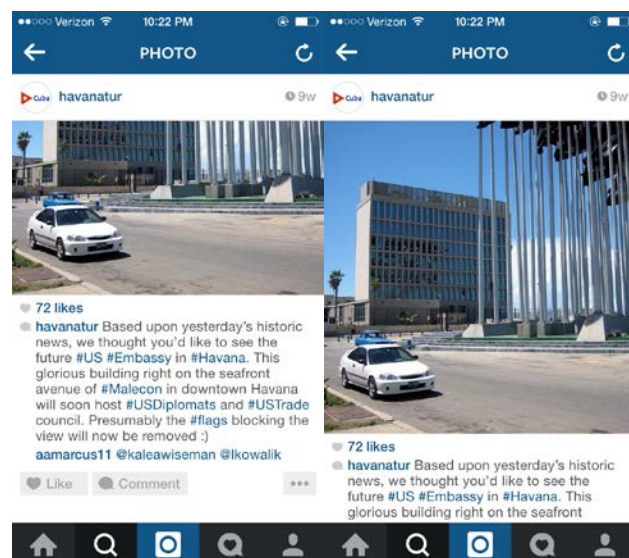 Verizon 10:22 PM
PHOTO
Cuba havanatur 9w
72 likes
havanatur Based upon yesterday's historic
news, we thought you'd like to see the
future #US #Embassy in #Havana. This
glorious building right on the seafront
avenue of #Malecon in downtown Havana
will soon host #USDiplomats and #USTrade
council. Presumably the #flags blocking the
view will now be removed :)
aamarcus11 @kaleawiseman @lkowalik
Like Comment
Verizon 10:22 PM
PHOTO
Cuba havanatur 9w
72 likes
havanatur Based upon yesterday's historic
news, we thought you'd like to see the
future #US #Embassy in #Havana. This
glorious building right on the seafront